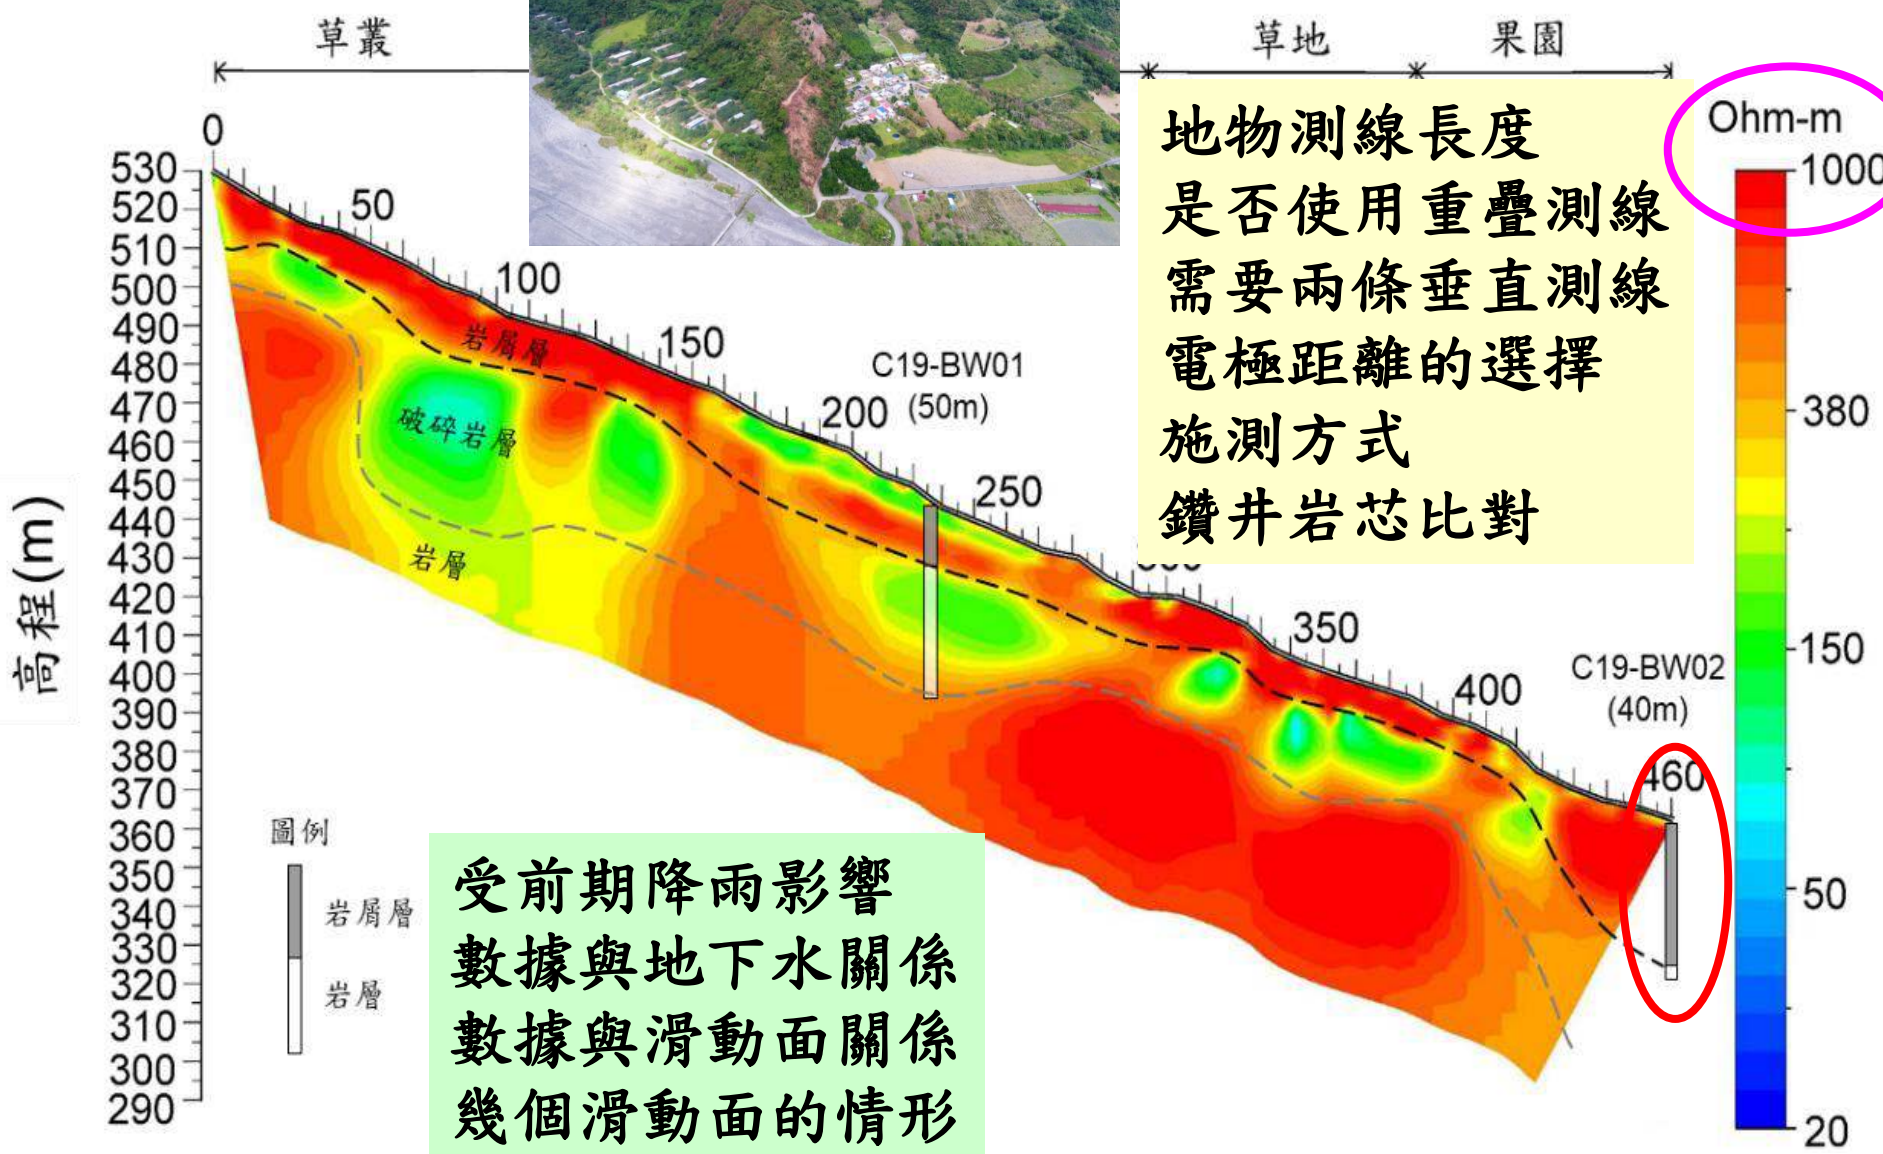 草叢
草地
果園
Ohm-m
1000
380
150
50
20
地物測線長度
是否使用重疊測線
需要兩條垂直測線
電極距離的選擇
施測方式
鑽井岩芯比對
0
50
100
150
200
250
350
400
460
C19-BW01
(50m)
C19-BW02
(40m)
岩屑層
破碎岩層
岩層
高程(m)
530
520
510
500
490
480
470
460
450
440
430
420
410
400
390
380
370
360
350
340
330
320
310
300
290
圖例
岩屑層
岩層
受前期降雨影響
數據與地下水關係
數據與滑動面關係
幾個滑動面的情形